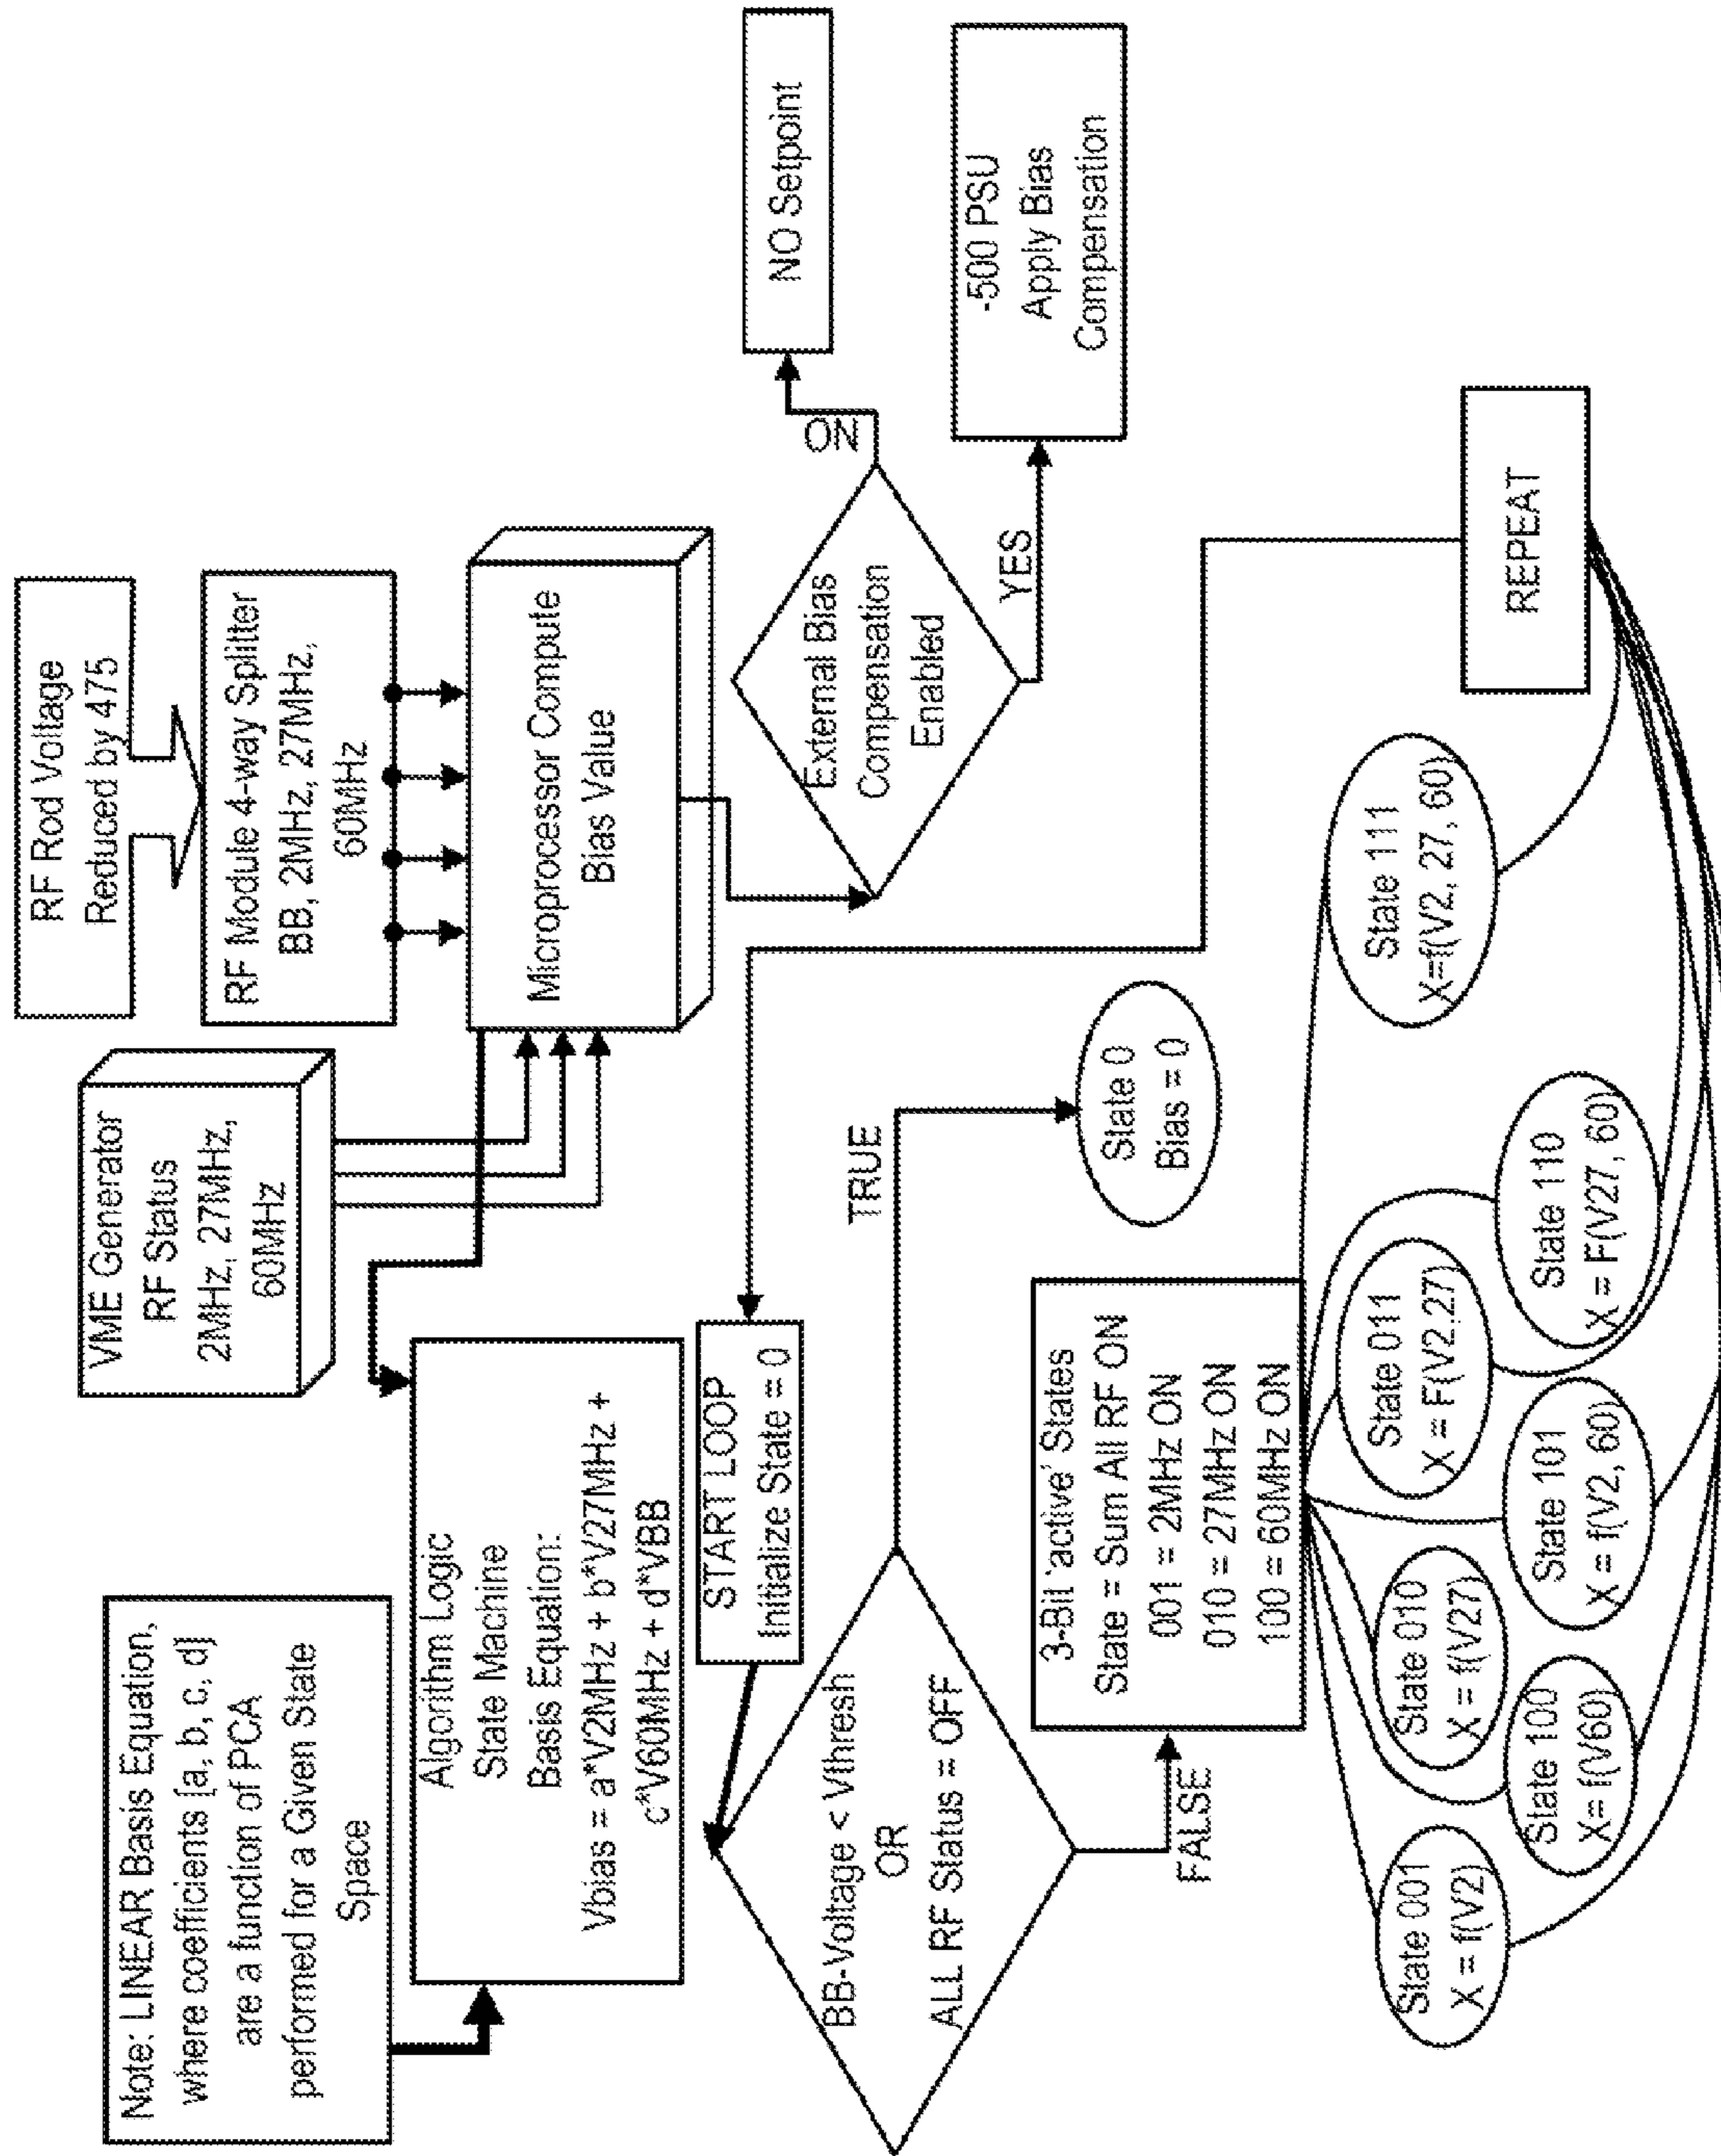 Note: LINEAR Basis Equation,
where coefficients [a, b, c, d]
are a function of PCA
performed for a Given State
Space
VME Generator
RF Status
2MHz, 27MHz,
60MHz
RF Rod Voltage
Reduced by 475
RF Module 4-way Splitter
BB, 2MHz, 27MHz,
60MHz
Algorithm Logic
State Machine
Basis Equation:
Vbias = a*V2MHz + b*V27MHz +
c*V60MHz + d*VBB
Microprocessor Compute
Bias Value
START LOOP
Initialize State = 0
External Bias
Compensation
Enabled
ON
NO Setpoint
YES
-500 PSU
Apply Bias
Compensation
BB-Voltage < Vthresh
OR
ALL RF Status = OFF
TRUE
State 0
Bias = 0
FALSE
3-Bit 'active' States
State = Sum All RF ON
001 = 2MHz ON
010 = 27MHz ON
100 = 60MHz ON
State 001
X = f(V2)
State 100
X= f(V60)
State 010
X = f(V27)
State 101
X = f(V2, 60)
State 011
X = F(V2,27)
State 110
X = F(V27, 60)
State 111
X=f(V2, 27, 60)
REPEAT